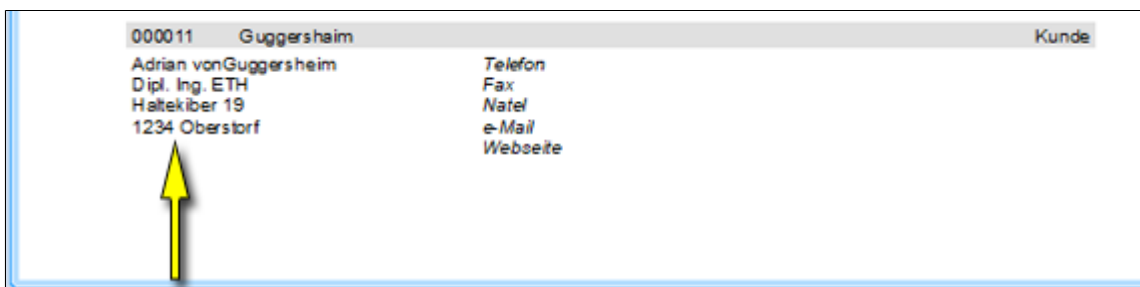 000011 Guggershaim Kunde
Adrian vonGuggersheim Telefon
Dipl. Ing. ETH Fax
Haltekiber 19 Natel
1234 Oberstorf e-Mail
Webseite